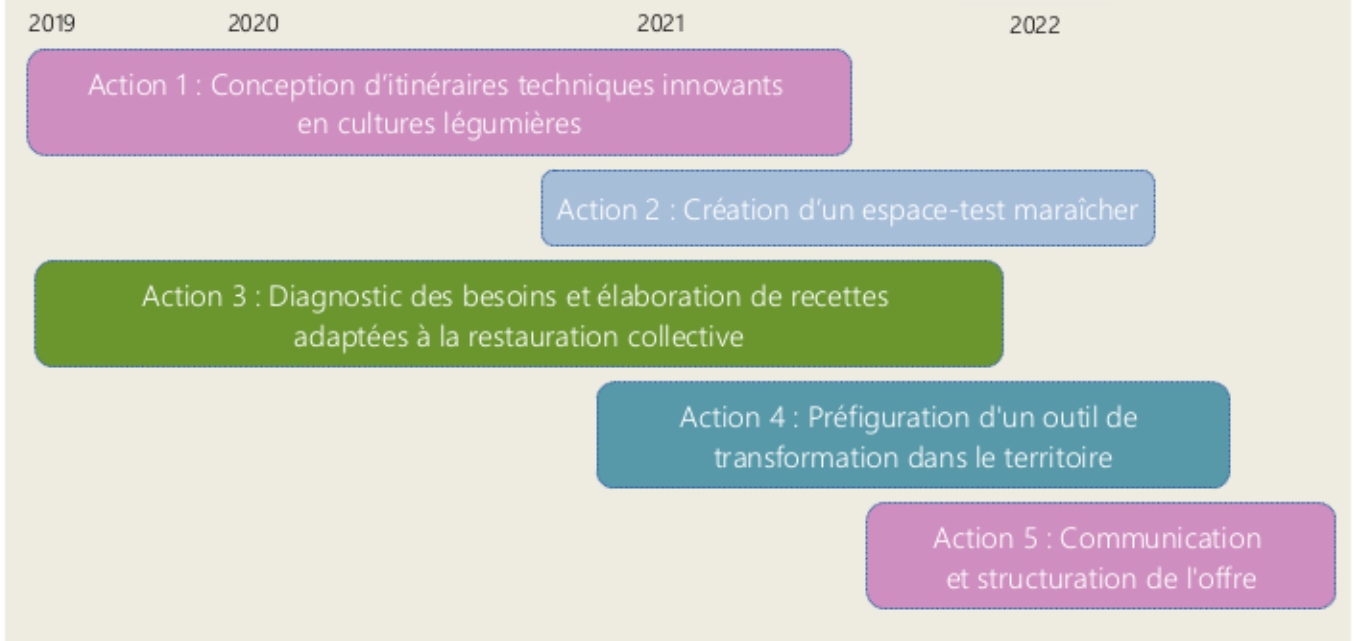 2019 2020 2021 2022
Action 1 : Conception d’itinéraires techniques innovants
en cultures légumières
Action 2 : Création d’un espace-test maraîcher
Action 3 : Diagnostic des besoins et élaboration de recettes
adaptées à la restauration collective
Action 4 : Préfiguration d'un outil de
transformation dans le territoire
Action 5 : Communication
et structuration de l'offre